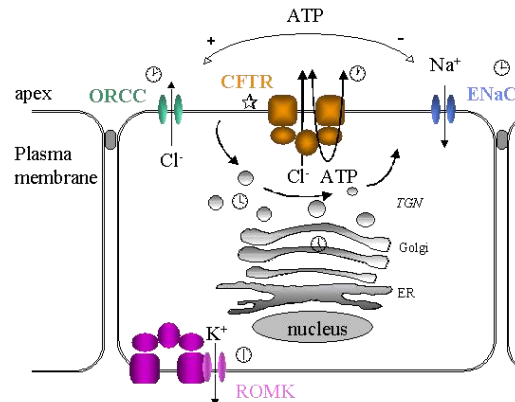 ATP
+
-
Na⁺
ORCC
CFTR
ENaC
apex
Plasma
membrane
Cl⁻
Cl⁻
ATP
TGN
Golgi
ER
nucleus
K⁺
ROMK